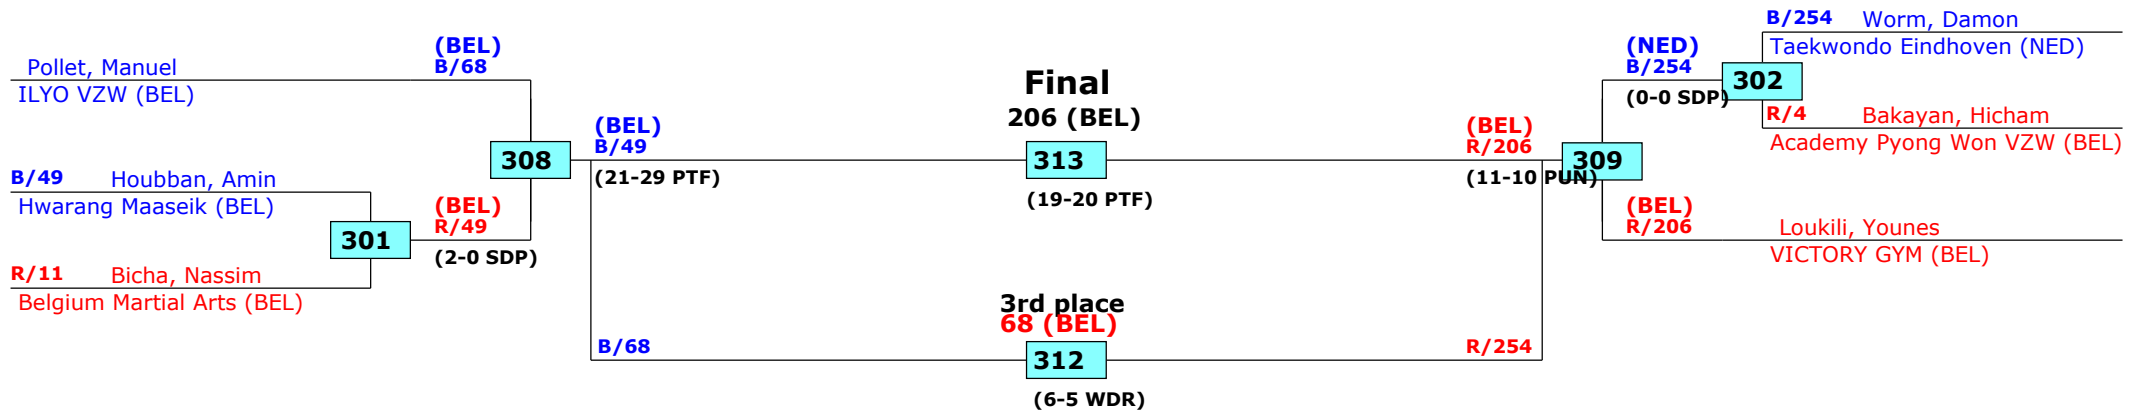 Pollet, Manuel
ILYO VZW (BEL)
(BEL)
B/68
B/49 Houbban, Amin
Hwarang Maaseik (BEL)
R/11 Bicha, Nassim
Belgium Martial Arts (BEL)
301
(BEL)
R/49
(2-0 SDP)
308
(BEL)
B/49
(21-29 PTF)
Final
206 (BEL)
313
(19-20 PTF)
3rd place
68 (BEL)
B/68
312
R/254
(6-5 WDR)
(BEL)
R/206
(11-10 PUN)
309
(NED)
B/254
(0-0 SDP)
302
B/254 Worm, Damon
Taekwondo Eindhoven (NED)
R/4 Bakayan, Hicham
Academy Pyong Won VZW (BEL)
(BEL)
R/206
Loukili, Younes
VICTORY GYM (BEL)